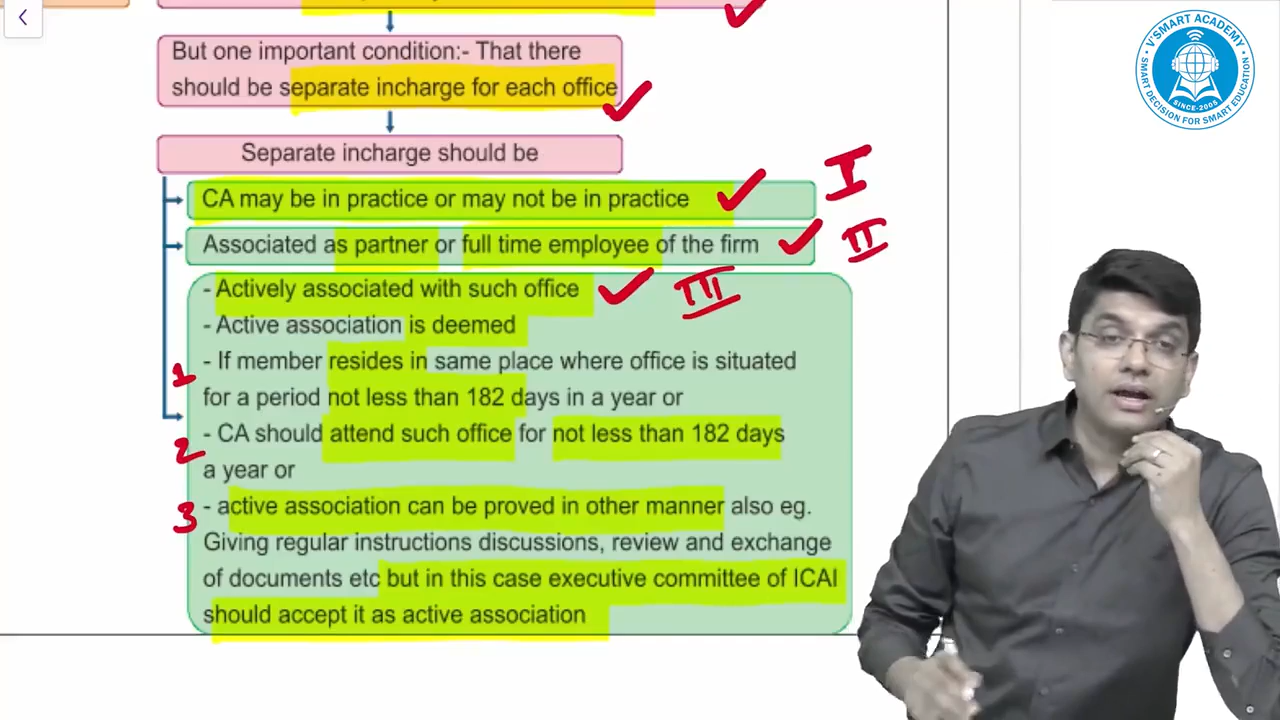 But one important condition:- That there
should be separate incharge for each office
Separate incharge should be
CA may be in practice or may not be in practice
I
Associated as partner or full time employee of the firm
II
- Actively associated with such office
III
- Active association is deemed
1
- If member resides in same place where office is situated
for a period not less than 182 days in a year or
2
- CA should attend such office for not less than 182 days
a year or
3
- active association can be proved in other manner also eg.
Giving regular instructions discussions, review and exchange
of documents etc but in this case executive committee of ICAI
should accept it as active association
V'SMART ACADEMY
SINCE-2005
SMART DECISION FOR SMART EDUCATION